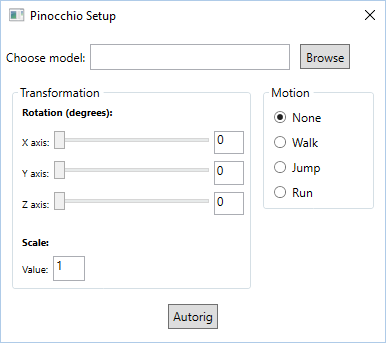 Pinocchio Setup
Choose model: Browse
Transformation
Rotation (degrees):
X axis: 0
Y axis: 0
Z axis: 0
Scale:
Value: 1
Motion
None
Walk
Jump
Run
Autorig